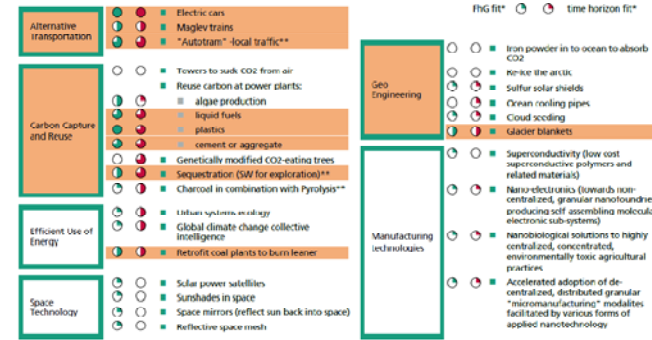 FhG fit* time horizon fit*
Alternative
Transportation
Electric cars
Maglev trains
"Autotram" -local traffic**
Carbon Capture
and Reuse
Towers to suck CO2 from air
Reuse carbon at power plants:
algae production
liquid fuels
plastics
cement or aggregate
Genetically modified CO2-eating trees
Sequestration (SW for exploration)**
Charcoal in combination with Pyrolysis**
Efficient Use of
Energy
Urban systems ecology
Global climate change collective
intelligence
Retrofit coal plants to burn leaner
Space
Technology
Solar power satellites
Sunshades in space
Space mirrors (reflect sun back into space)
Reflective space mesh
Geo
Engineering
Iron powder in to ocean to absorb
CO2
Re-ice the arctic
Sulfur solar shields
Ocean cooling pipes
Cloud seeding
Glacier blankets
Manufacturing
technologies
Superconductivity (low cost
superconductive polymers and
related materials)
Nano-electronics (towards non-
centralized, granular nanofoundrie
producing self assembling molecula
electronic sub-systems)
Nanobiological solutions to highly
centralized, concentrated,
environmentally toxic agricultural
practices
Accelerated adoption of de-
centralized, distributed granular
"micromanufacturing" modalites
facilitated by various forms of
applied nanotechnology